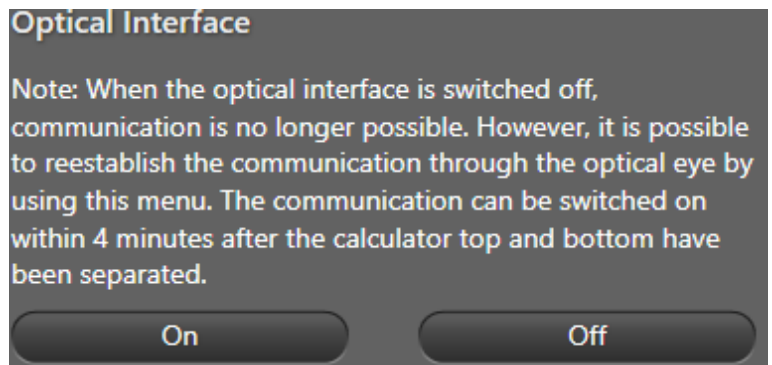 Optical Interface
Note: When the optical interface is switched off,
communication is no longer possible. However, it is possible
to reestablish the communication through the optical eye by
using this menu. The communication can be switched on
within 4 minutes after the calculator top and bottom have
been separated.
On
Off